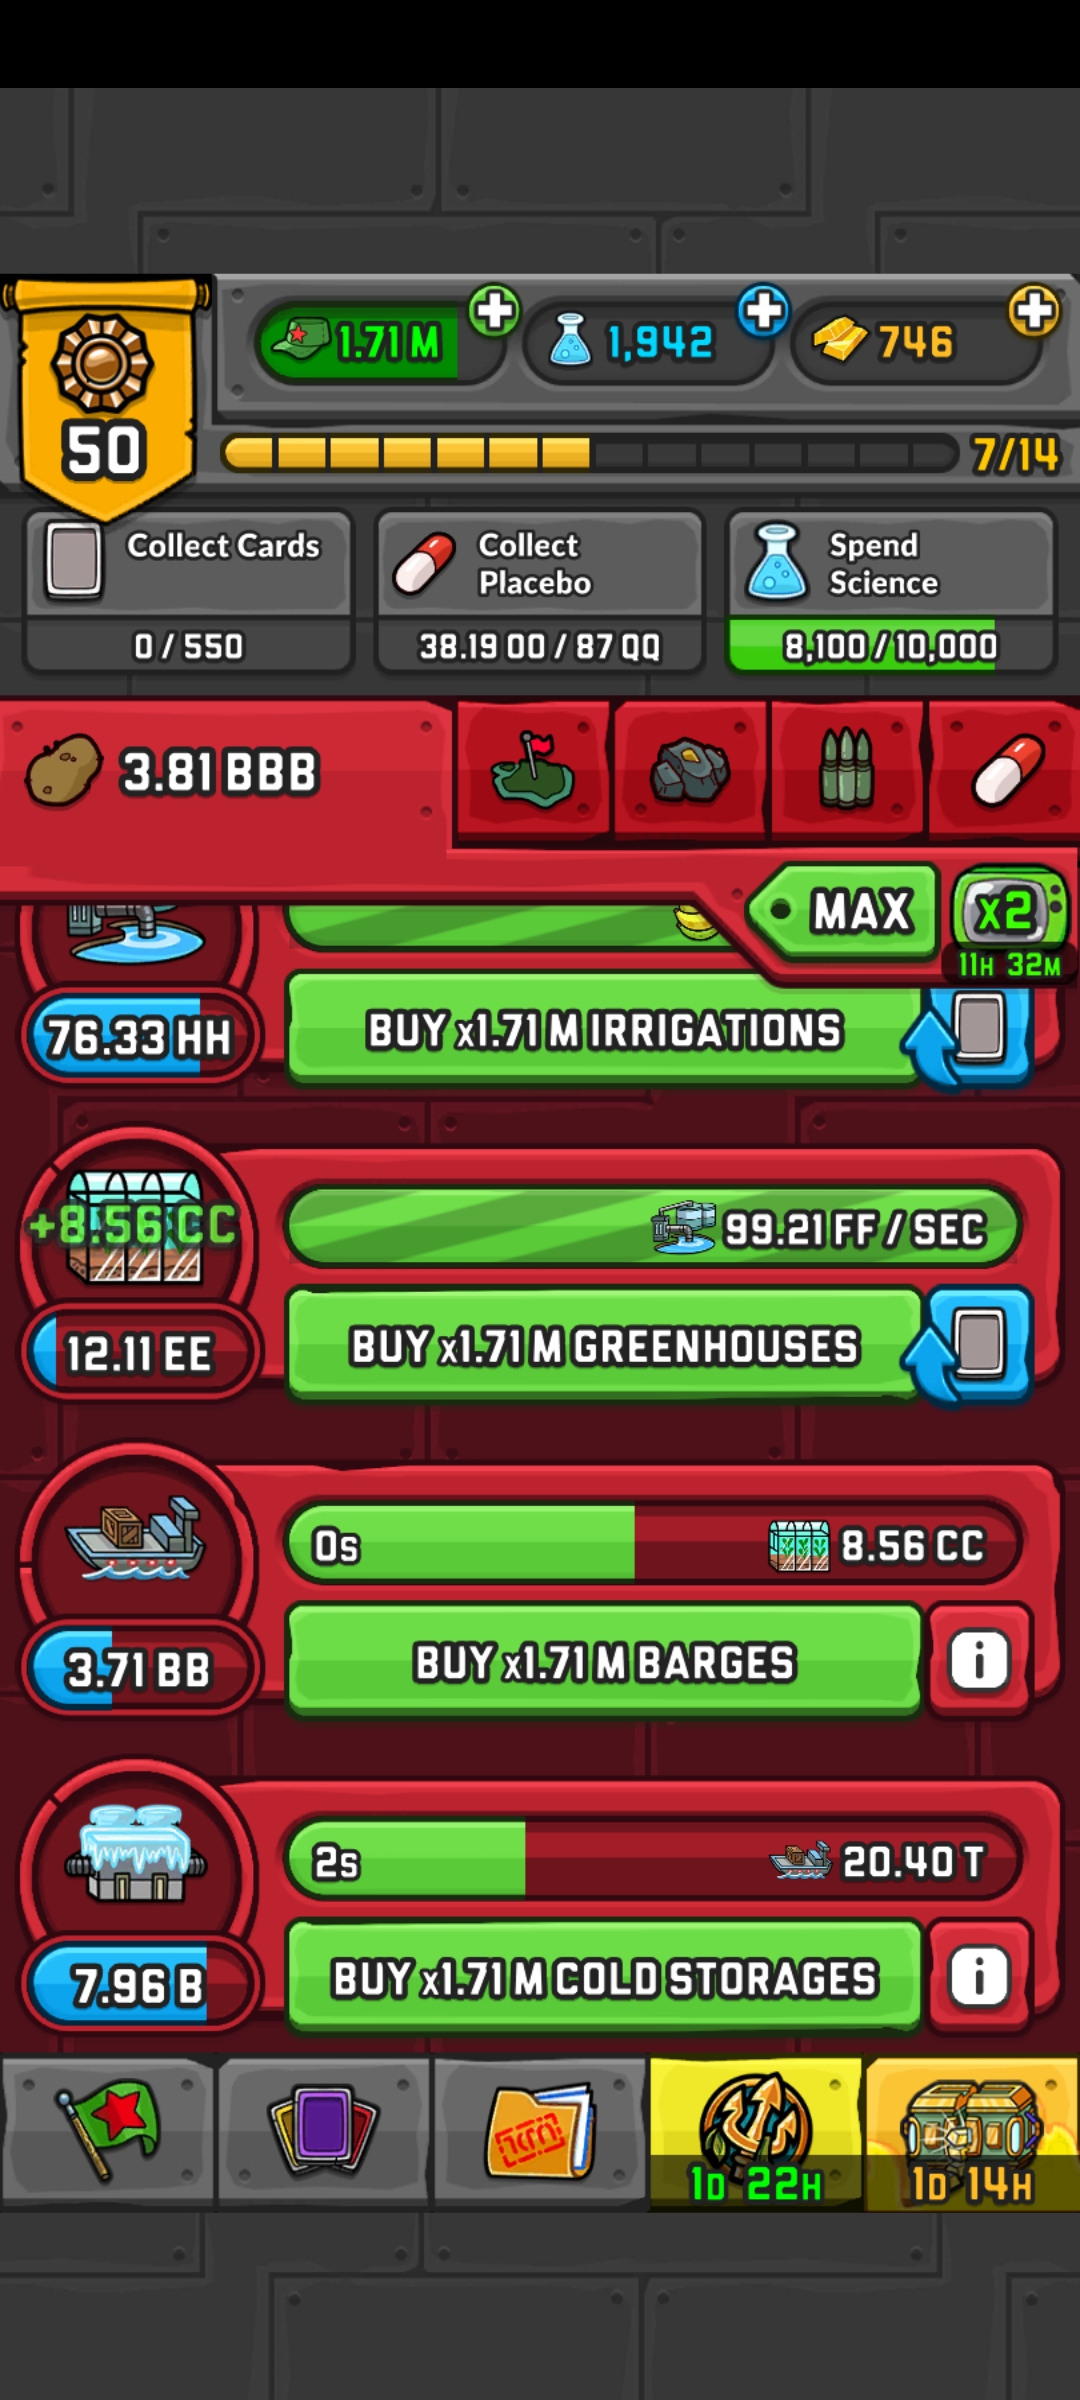 1.71 M
1,942
746
50
7/14
Collect Cards
0 / 550
Collect
Placebo
38.19 OO / 87 QQ
Spend
Science
8,100 / 10,000
3.81 BBB
MAX
x2
11H 32M
76.33 HH
BUY x1.71 M IRRIGATIONS
+8.56 CC
99.21 FF / SEC
12.11 EE
BUY x1.71 M GREENHOUSES
0s
8.56 CC
3.71 BB
BUY x1.71 M BARGES
i
2s
20.40 T
7.96 B
BUY x1.71 M COLD STORAGES
i
1D 22H
1D 14H